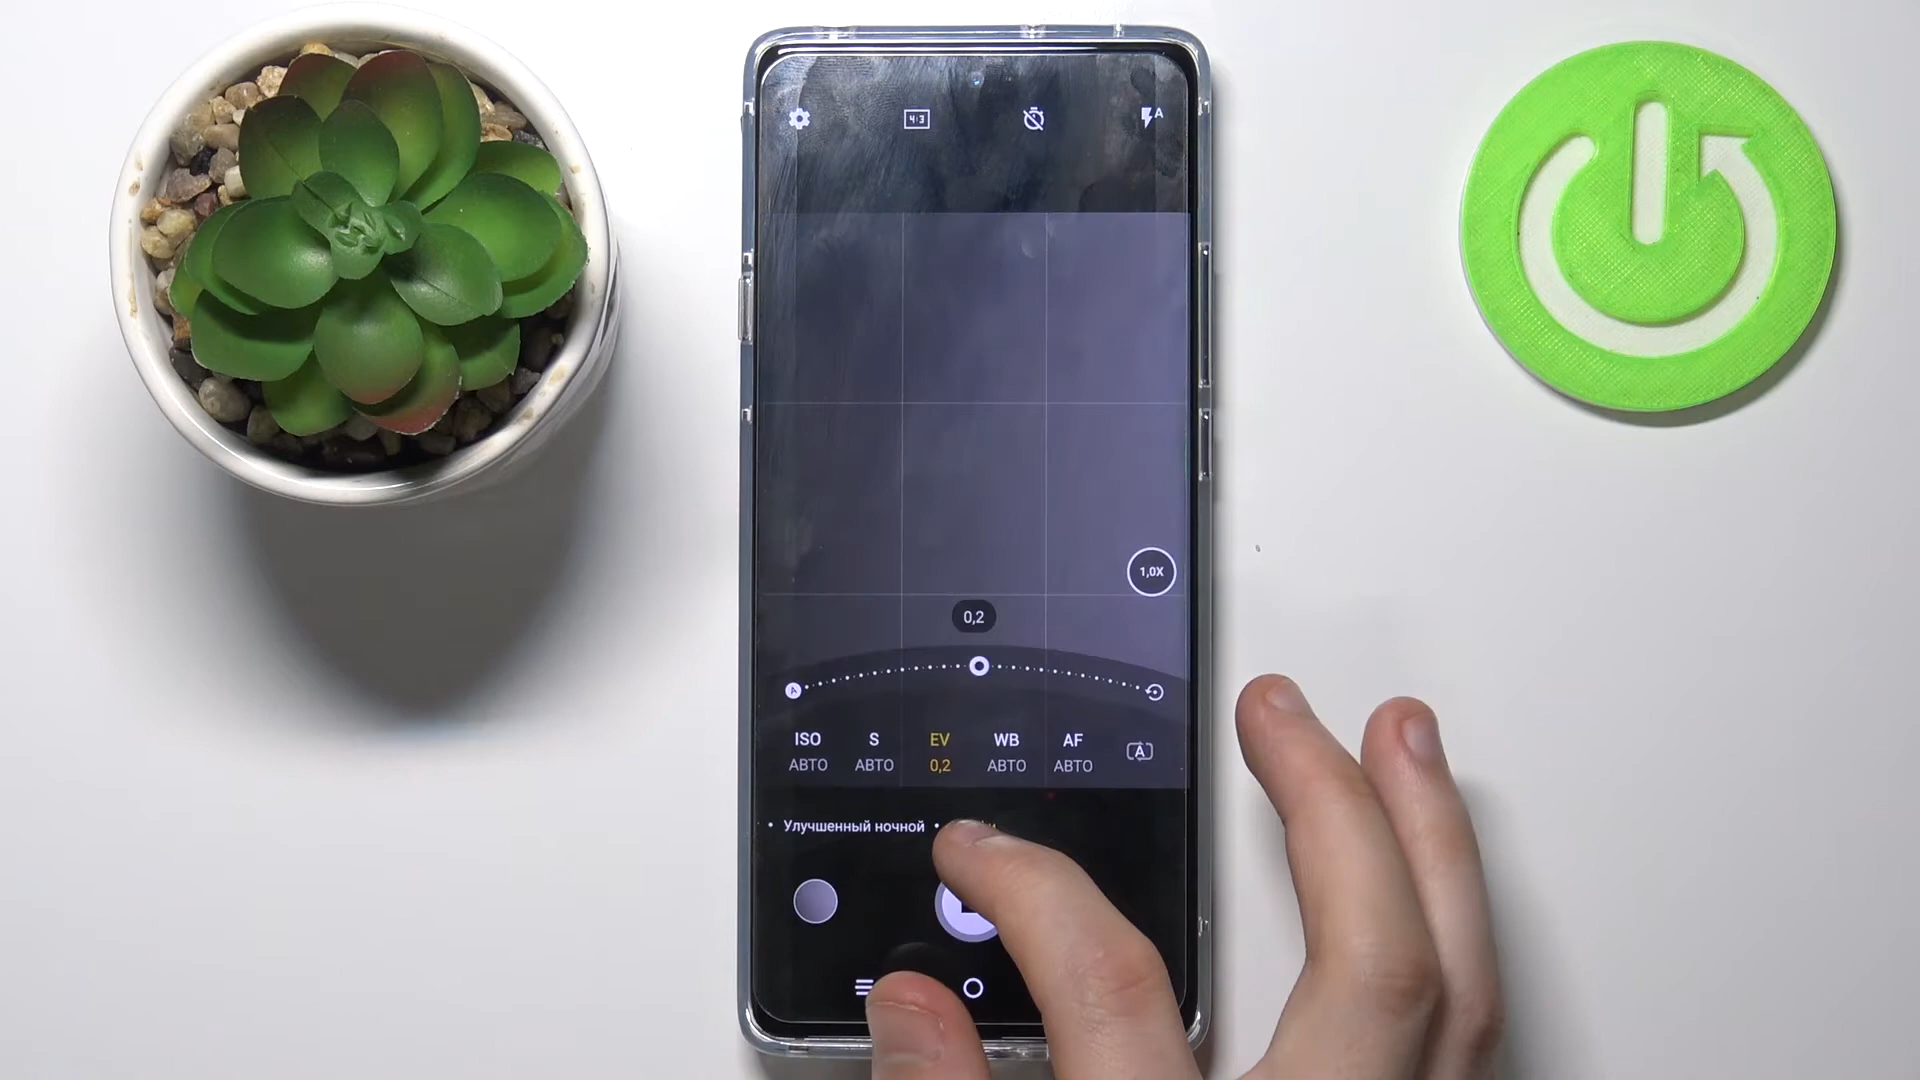 4:3
A
1,0X
0,2
A
ISO S EV WB AF A
АВТО АВТО 0,2 АВТО АВТО
• Улучшенный ночной •